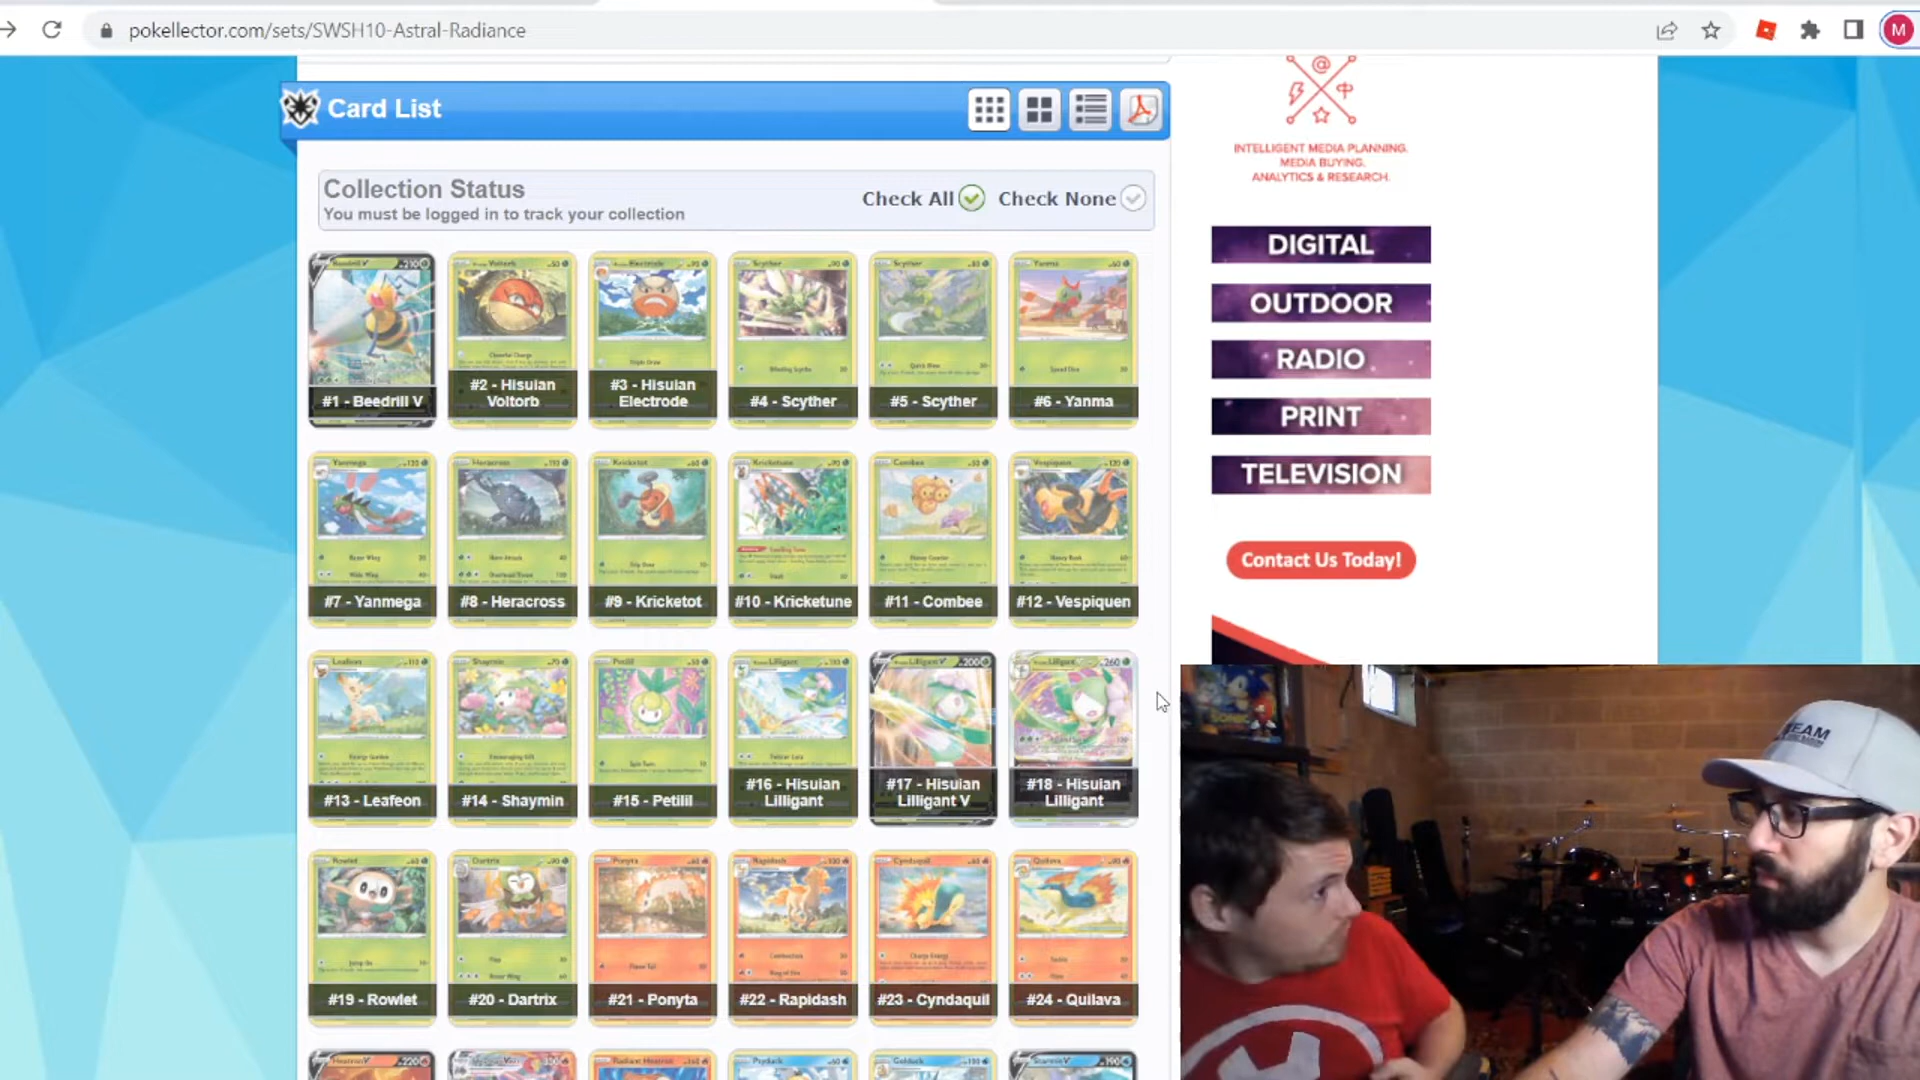 pokellector.com/sets/SWSH10-Astral-Radiance
M
Card List
Collection Status
You must be logged in to track your collection
Check All
Check None
#1 - Beedrill V
#2 - Hisuian
Voltorb
#3 - Hisuian
Electrode
#4 - Scyther
#5 - Scyther
#6 - Yanma
#7 - Yanmega
#8 - Heracross
#9 - Kricketot
#10 - Kricketune
#11 - Combee
#12 - Vespiquen
#13 - Leafeon
#14 - Shaymin
#15 - Petilil
#16 - Hisuian
Lilligant
#17 - Hisuian
Lilligant V
#18 - Hisuian
Lilligant
#19 - Rowlet
#20 - Dartrix
#21 - Ponyta
#22 - Rapidash
#23 - Cyndaquil
#24 - Quilava
INTELLIGENT MEDIA PLANNING.
MEDIA BUYING.
ANALYTICS & RESEARCH.
DIGITAL
OUTDOOR
RADIO
PRINT
TELEVISION
Contact Us Today!